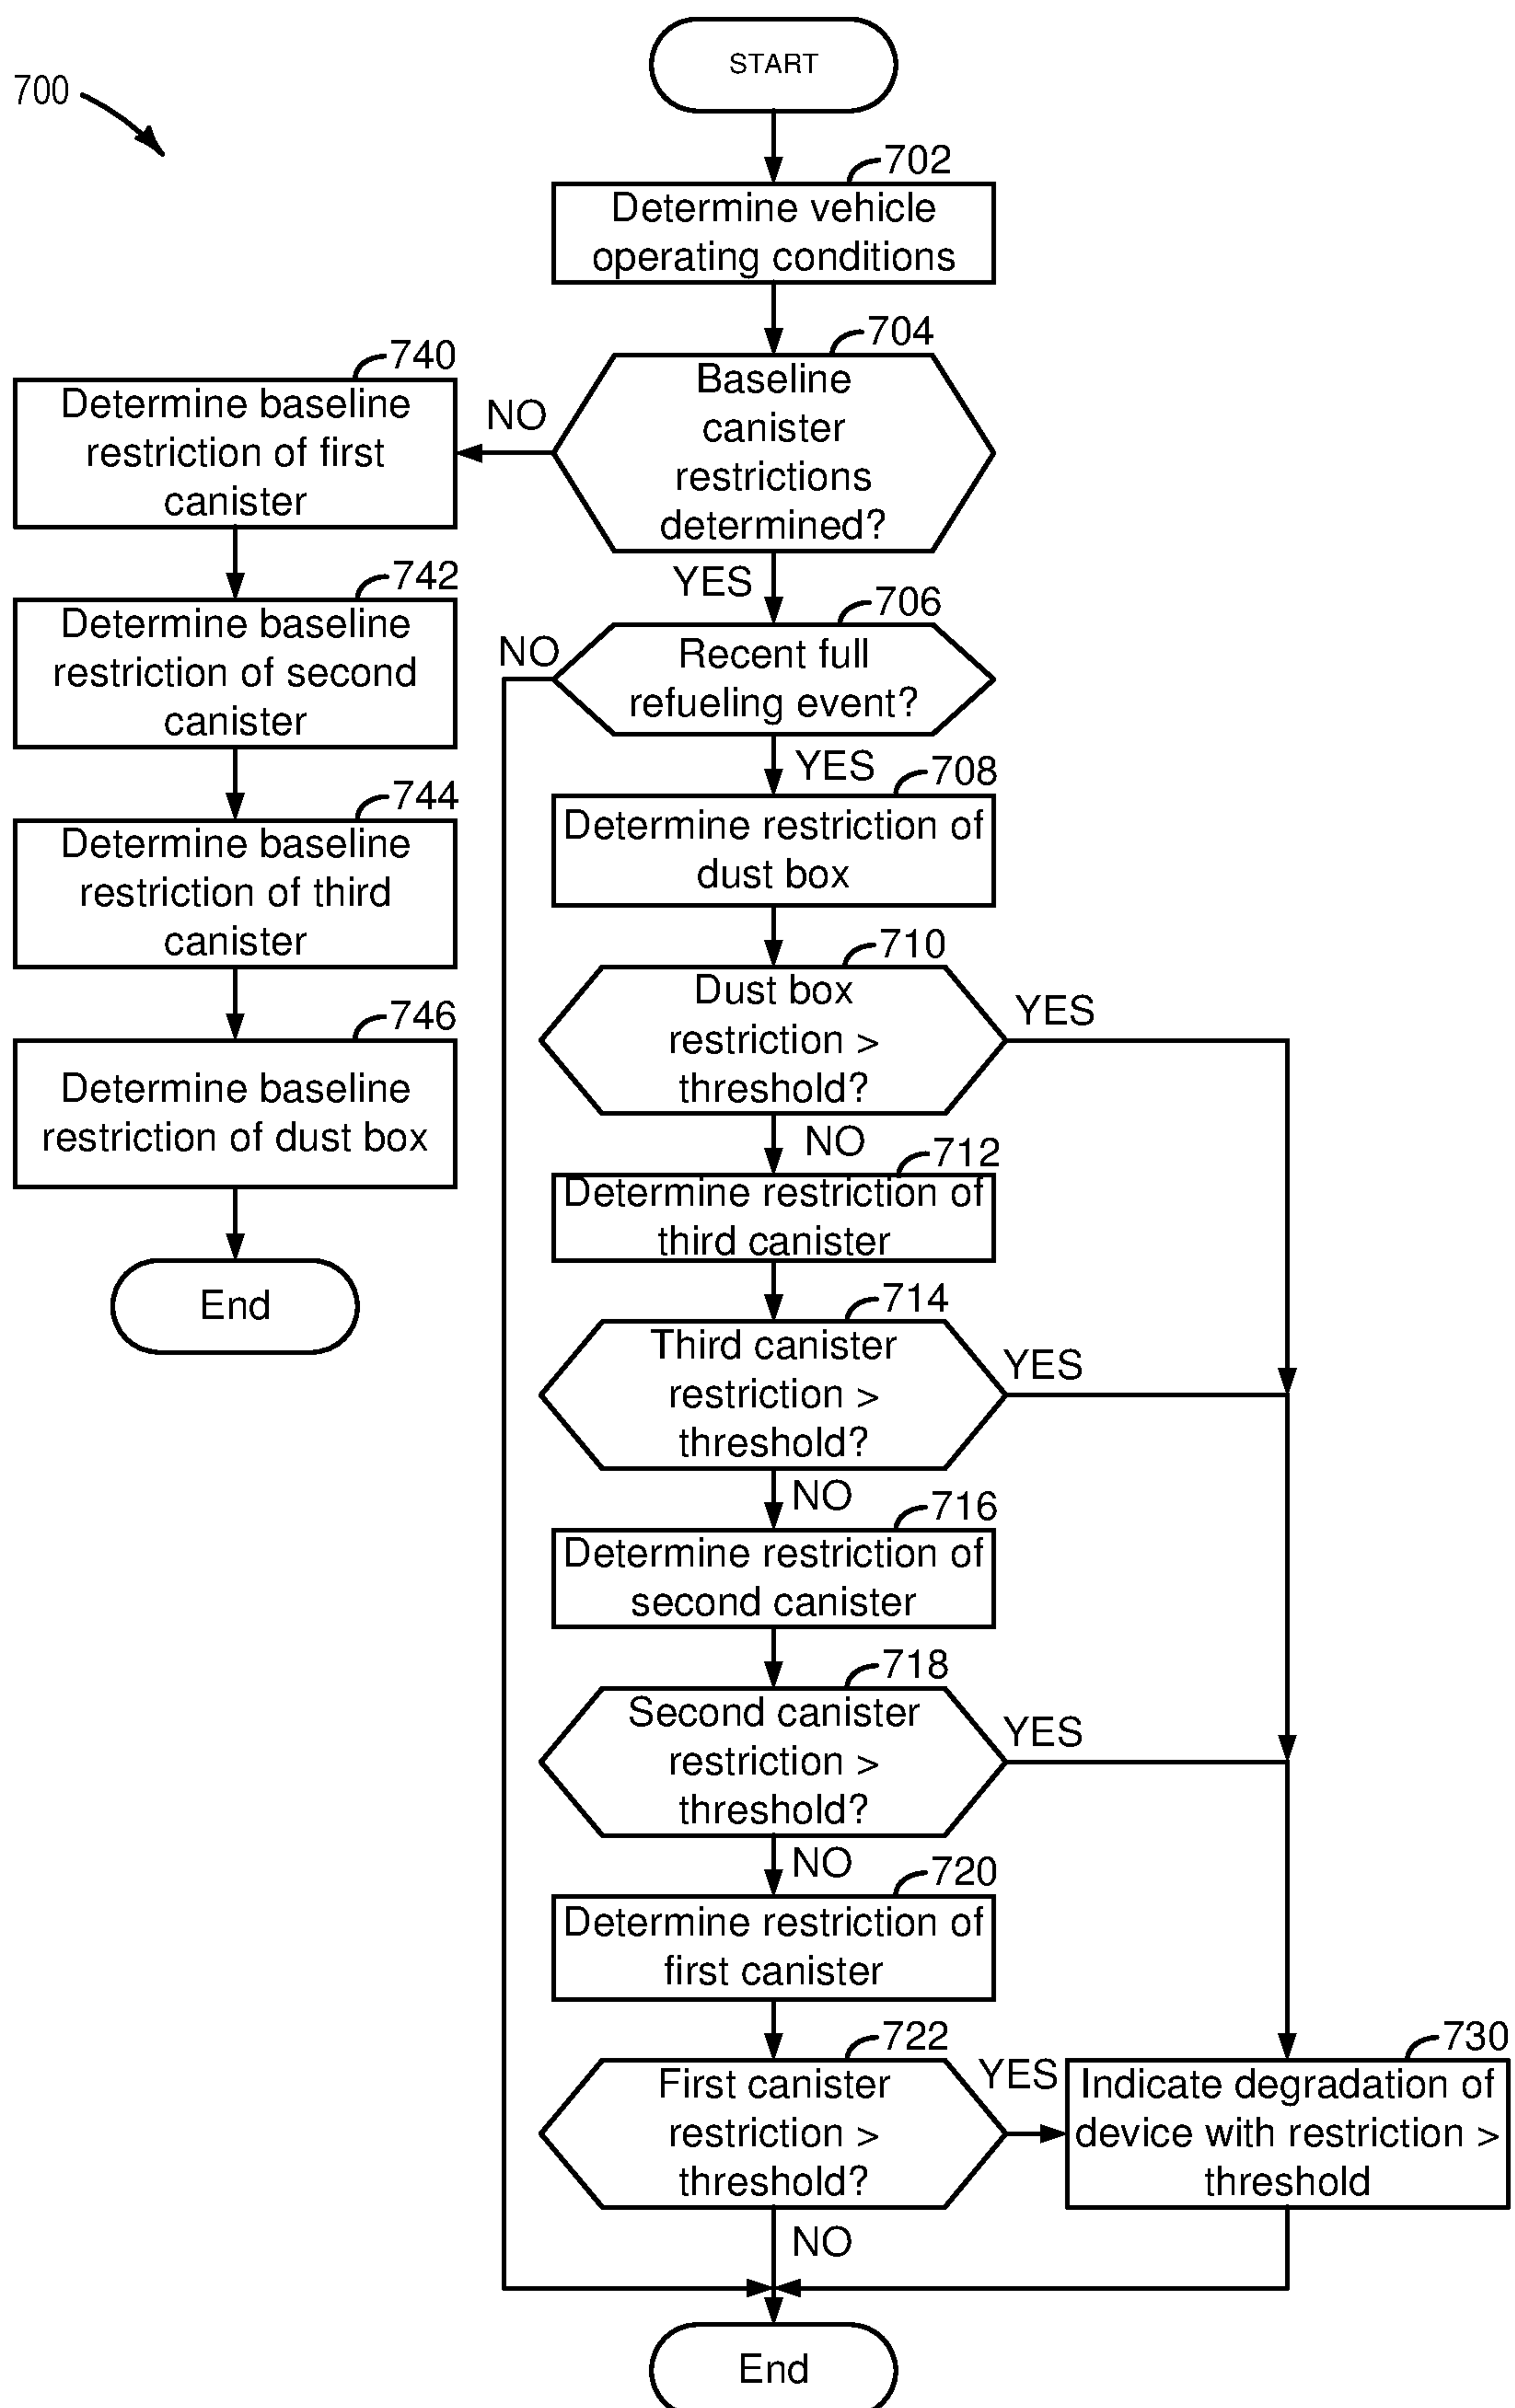 START
700
702
Determine vehicle
operating conditions
704
Baseline
canister
restrictions
determined?
NO
YES
740
Determine baseline
restriction of first
canister
742
Determine baseline
restriction of second
canister
744
Determine baseline
restriction of third
canister
746
Determine baseline
restriction of dust box
End
706
Recent full
refueling event?
NO
YES
708
Determine restriction of
dust box
710
Dust box
restriction >
threshold?
YES
NO
712
Determine restriction of
third canister
714
Third canister
restriction >
threshold?
YES
NO
716
Determine restriction of
second canister
718
Second canister
restriction >
threshold?
YES
NO
720
Determine restriction of
first canister
722
First canister
restriction >
threshold?
YES
NO
730
Indicate degradation of
device with restriction >
threshold
End